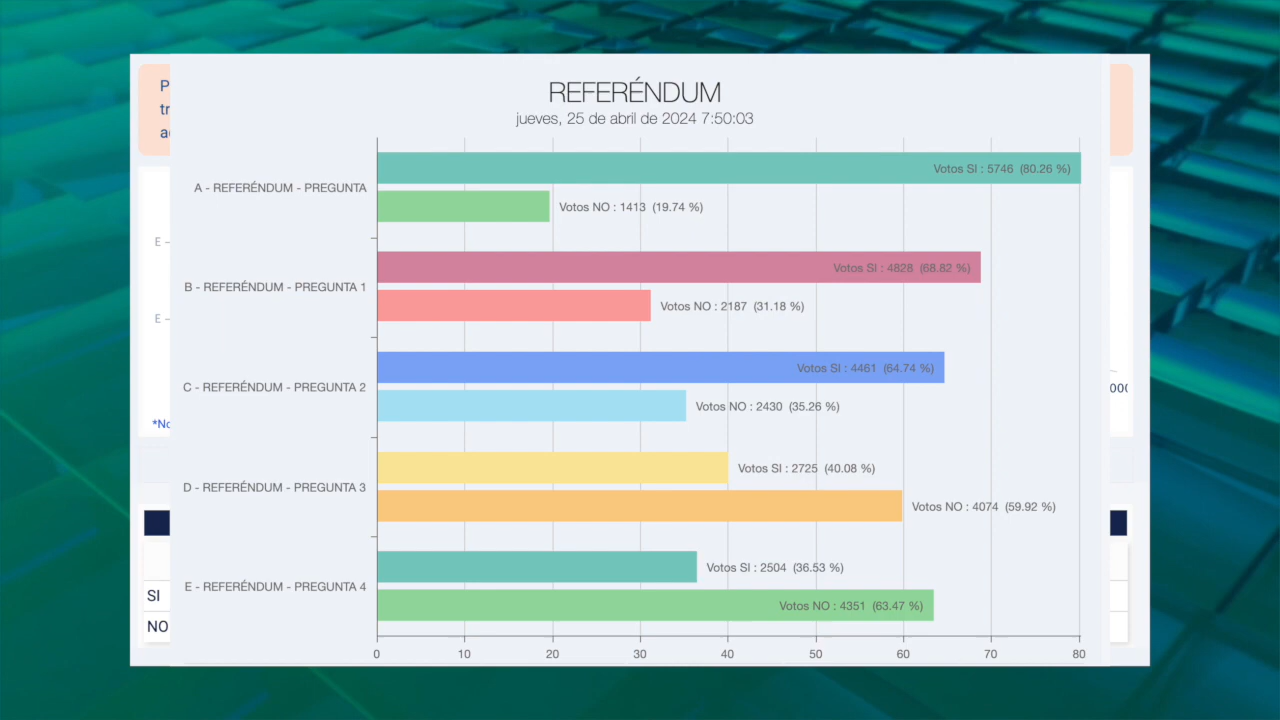 REFERÉNDUM
jueves, 25 de abril de 2024 7:50:03
A - REFERÉNDUM - PREGUNTA
Votos SI : 5746 (80.26 %)
Votos NO : 1413 (19.74 %)
B - REFERÉNDUM - PREGUNTA 1
Votos SI : 4828 (68.82 %)
Votos NO : 2187 (31.18 %)
C - REFERÉNDUM - PREGUNTA 2
Votos SI : 4461 (64.74 %)
Votos NO : 2430 (35.26 %)
D - REFERÉNDUM - PREGUNTA 3
Votos SI : 2725 (40.08 %)
Votos NO : 4074 (59.92 %)
E - REFERÉNDUM - PREGUNTA 4
Votos SI : 2504 (36.53 %)
Votos NO : 4351 (63.47 %)
0 10 20 30 40 50 60 70 80
E
E
SI
NO